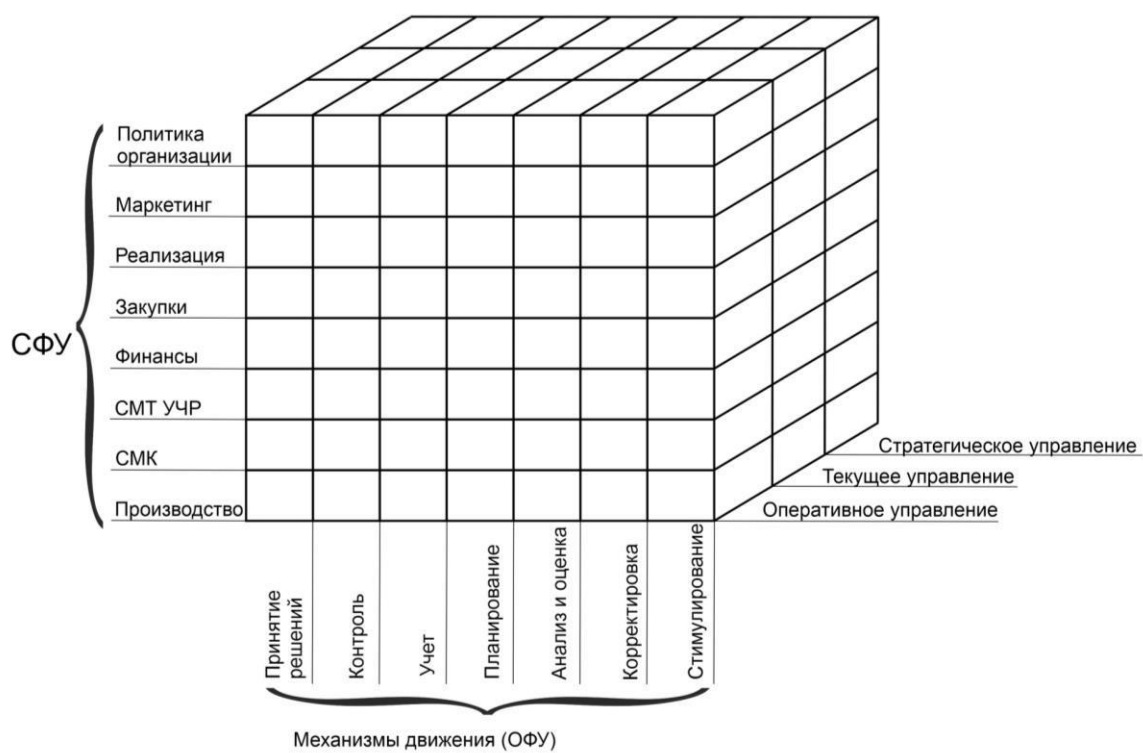 Политика
организации
Маркетинг
Реализация
Закупки
Финансы
СМТ УЧР
СМК
Производство
СФУ
Стратегическое управление
Текущее управление
Оперативное управление
Принятие
решений
Контроль
Учет
Планирование
Анализ и оценка
Корректировка
Стимулирование
Механизмы движения (ОФУ)